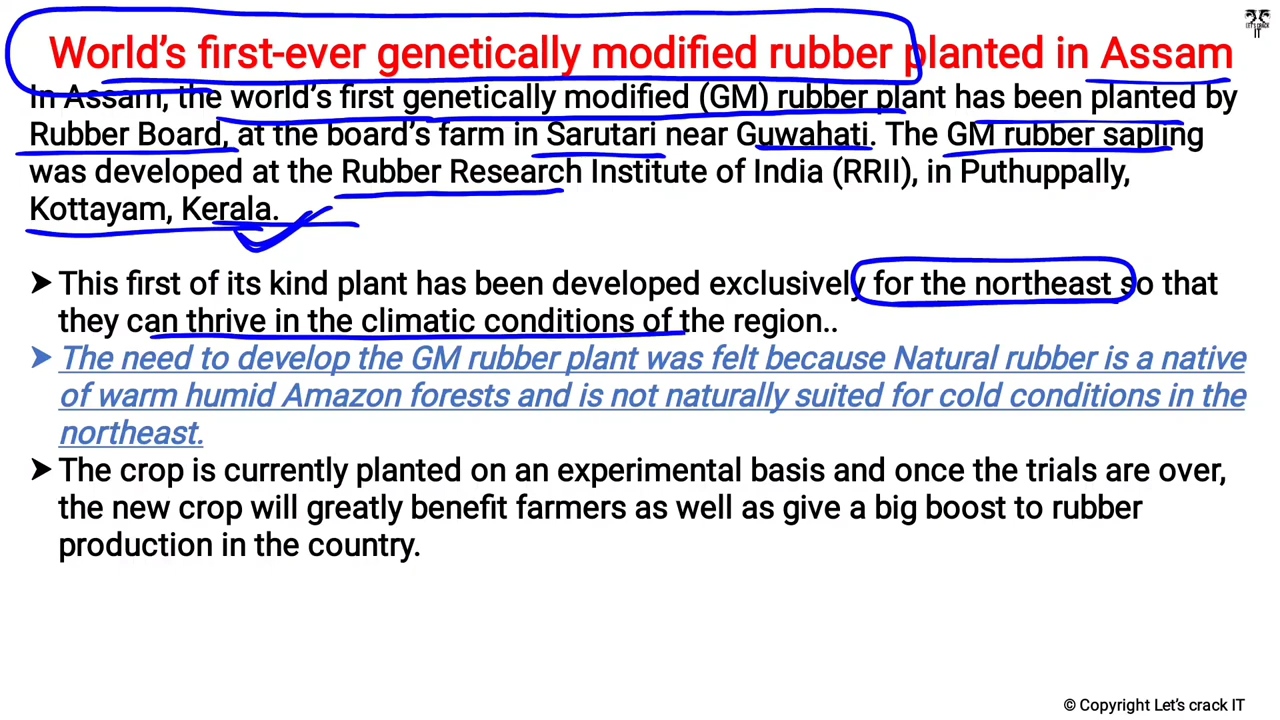 LET'S CRACK
IT
World's first-ever genetically modified rubber planted in Assam
In Assam, the world's first genetically modified (GM) rubber plant has been planted by
Rubber Board, at the board's farm in Sarutari near Guwahati. The GM rubber sapling
was developed at the Rubber Research Institute of India (RRII), in Puthuppally,
Kottayam, Kerala.
➤ This first of its kind plant has been developed exclusively for the northeast so that
they can thrive in the climatic conditions of the region..
➤ The need to develop the GM rubber plant was felt because Natural rubber is a native
of warm humid Amazon forests and is not naturally suited for cold conditions in the
northeast.
➤ The crop is currently planted on an experimental basis and once the trials are over,
the new crop will greatly benefit farmers as well as give a big boost to rubber
production in the country.
© Copyright Let's crack IT